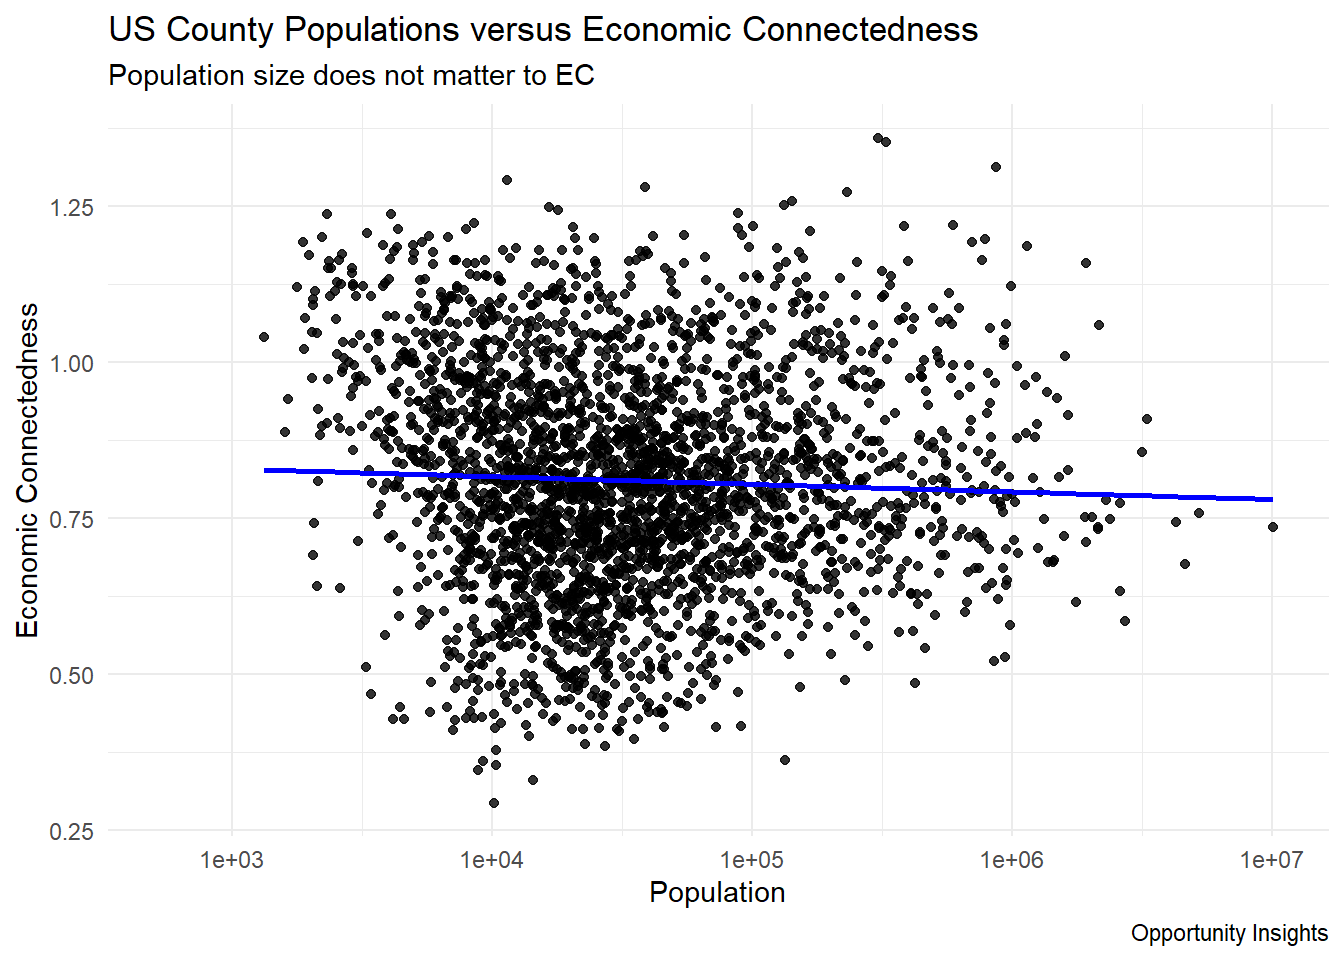 US County Populations versus Economic Connectedness
Population size does not matter to EC
Economic Connectedness
1.25
1.00
0.75
0.50
0.25
1e+03 1e+04 1e+05 1e+06 1e+07
Population
Opportunity Insights